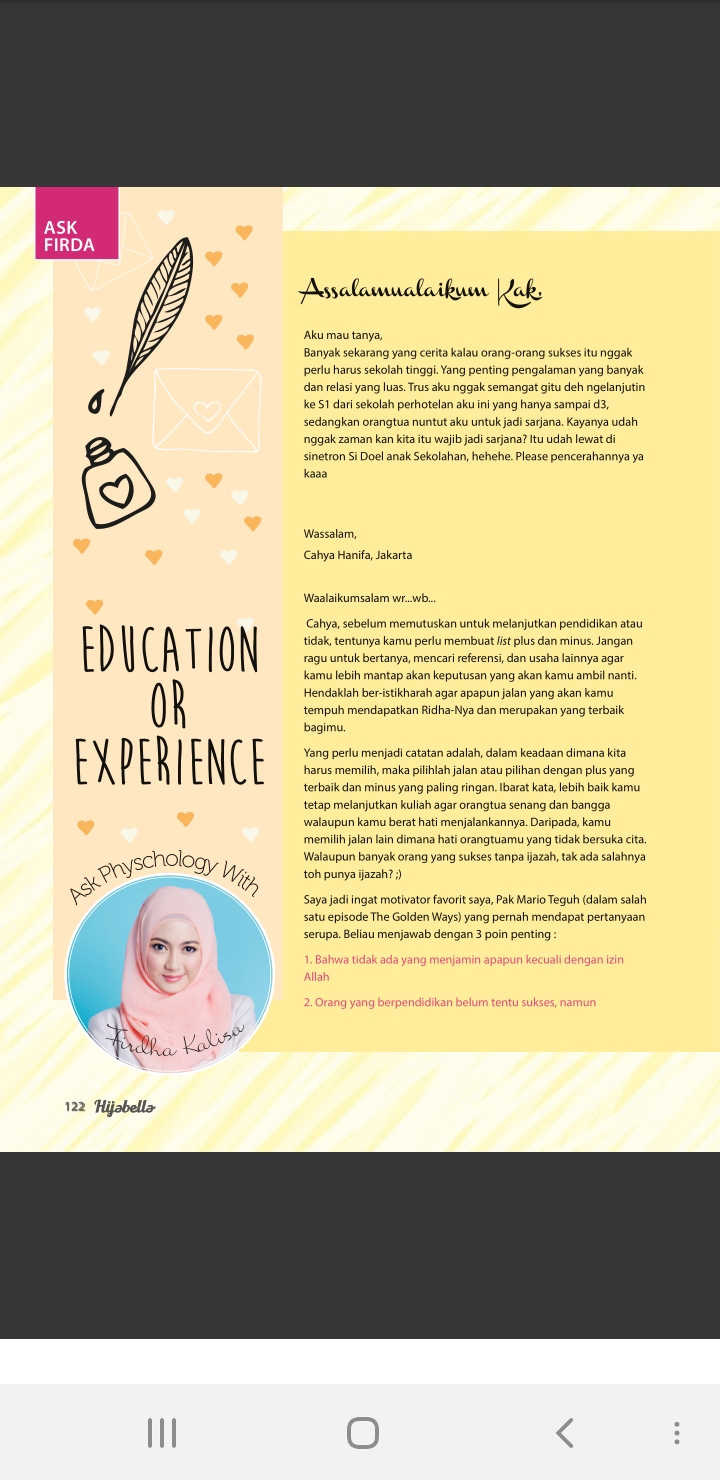 ASK
FIRDA
Assalamualaikum Kak.
Aku mau tanya,
Banyak sekarang yang cerita kalau orang-orang sukses itu nggak
perlu harus sekolah tinggi. Yang penting pengalaman yang banyak
dan relasi yang luas. Trus aku nggak semangat gitu deh ngelanjutin
ke S1 dari sekolah perhotelan aku ini yang hanya sampai d3,
sedangkan orangtua nuntut aku untuk jadi sarjana. Kayanya udah
nggak zaman kan kita itu wajib jadi sarjana? Itu udah lewat di
sinetron Si Doel anak Sekolahan, hehehe. Please pencerahannya ya
kaaa
Wassalam,
Cahya Hanifa, Jakarta
Waalaikumsalam wr...wb...
Cahya, sebelum memutuskan untuk melanjutkan pendidikan atau
tidak, tentunya kamu perlu membuat list plus dan minus. Jangan
ragu untuk bertanya, mencari referensi, dan usaha lainnya agar
kamu lebih mantap akan keputusan yang akan kamu ambil nanti.
Hendaklah ber-istikharah agar apapun jalan yang akan kamu
tempuh mendapatkan Ridha-Nya dan merupakan yang terbaik
bagimu.
Yang perlu menjadi catatan adalah, dalam keadaan dimana kita
harus memilih, maka pilihlah jalan atau pilihan dengan plus yang
terbaik dan minus yang paling ringan. Ibarat kata, lebih baik kamu
tetap melanjutkan kuliah agar orangtua senang dan bangga
walaupun kamu berat hati menjalankannya. Daripada, kamu
memilih jalan lain dimana hati orangtuamu yang tidak bersuka cita.
Walaupun banyak orang yang sukses tanpa ijazah, tak ada salahnya
toh punya ijazah? ;)
Saya jadi ingat motivator favorit saya, Pak Mario Teguh (dalam salah
satu episode The Golden Ways) yang pernah mendapat pertanyaan
serupa. Beliau menjawab dengan 3 poin penting :
1. Bahwa tidak ada yang menjamin apapun kecuali dengan izin
Allah
2. Orang yang berpendidikan belum tentu sukses, namun
EDUCATION
OR
EXPERIENCE
Ask Physchology With
Firdha Kalisa
122 Hijabella